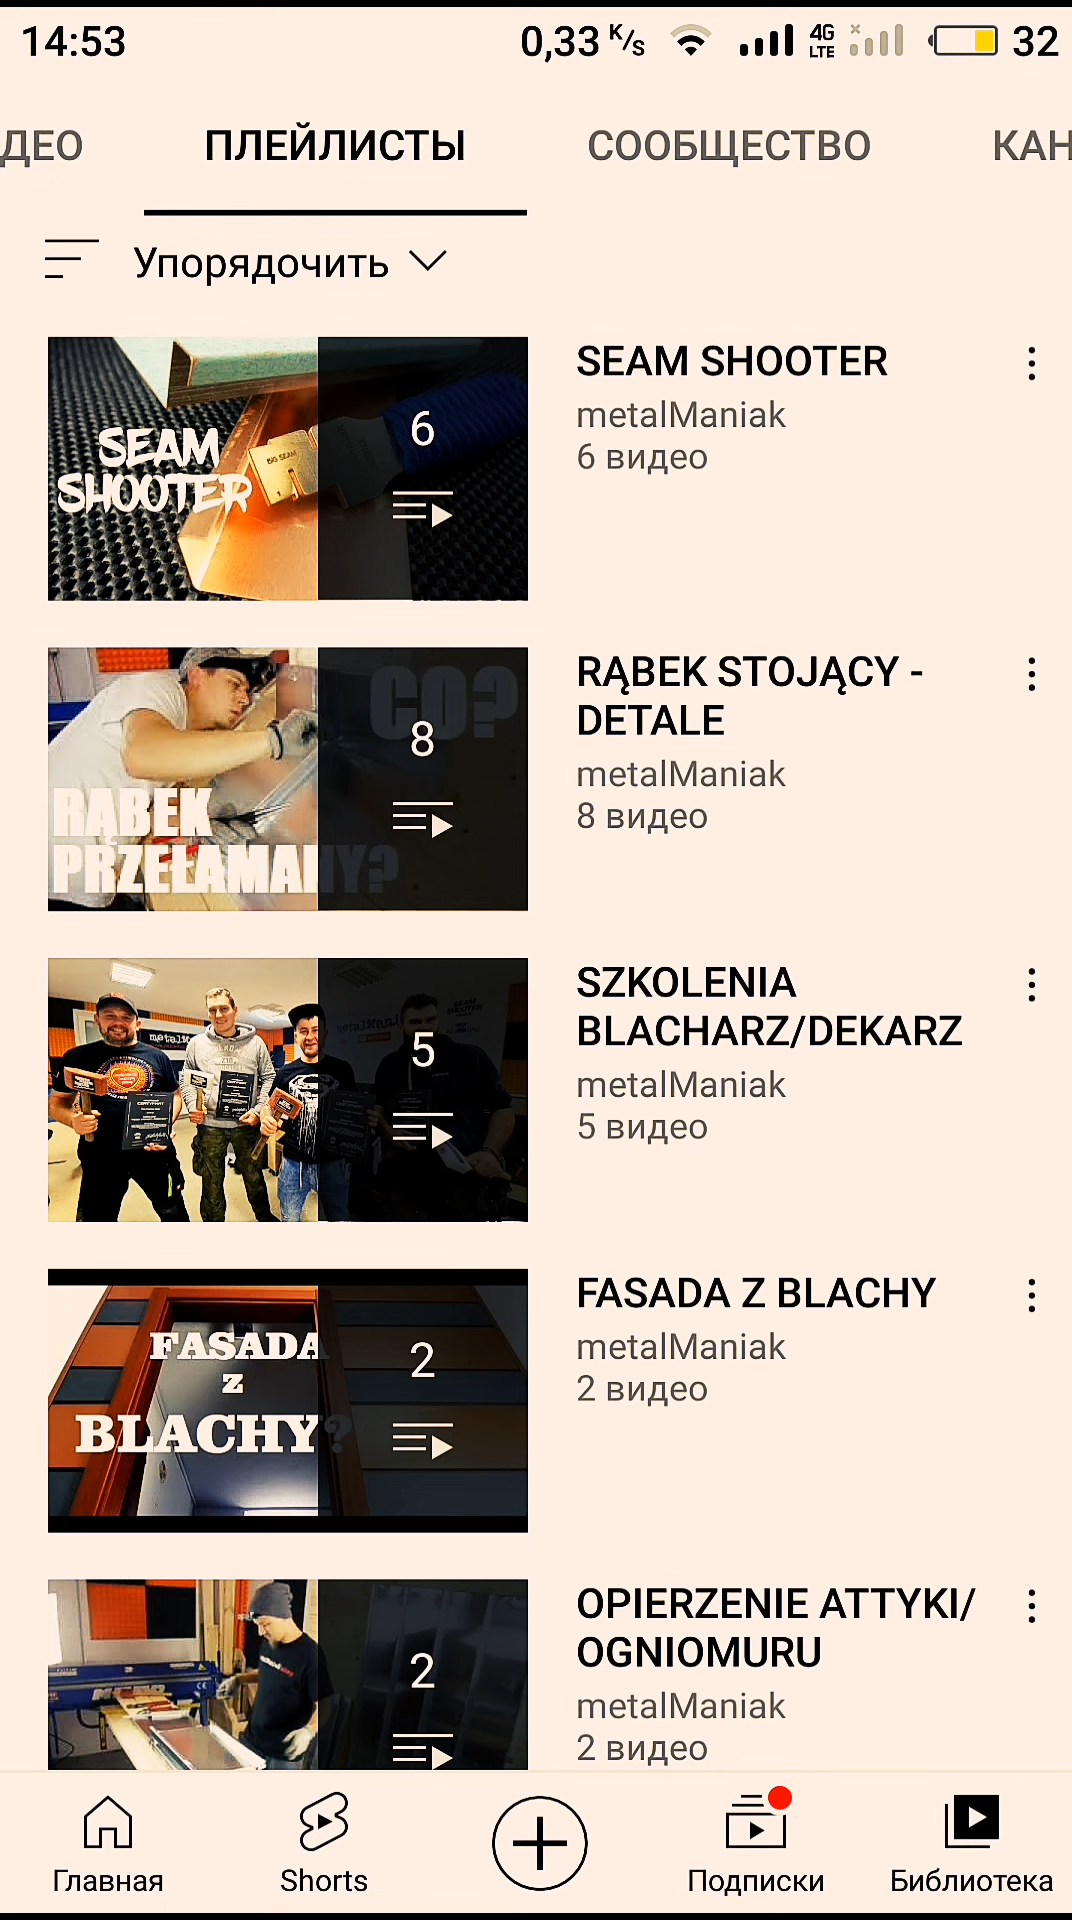 14:53 0,33 K/s 4G LTE 32
ДЕО ПЛЕЙЛИСТЫ СООБЩЕСТВО КАН
Упорядочить
SEAM SHOOTER
BIG SEAM
6
SEAM SHOOTER
metalManiak
6 видео
CO?
RĄBEK
PRZEŁAMANY?
8
RĄBEK STOJĄCY -
DETALE
metalManiak
8 видео
5
SZKOLENIA
BLACHARZ/DEKARZ
metalManiak
5 видео
FASADA
Z
BLACHY?
2
FASADA Z BLACHY
metalManiak
2 видео
2
OPIERZENIE ATTYKI/
OGNIOMURU
metalManiak
2 видео
Главная Shorts Подписки Библиотека